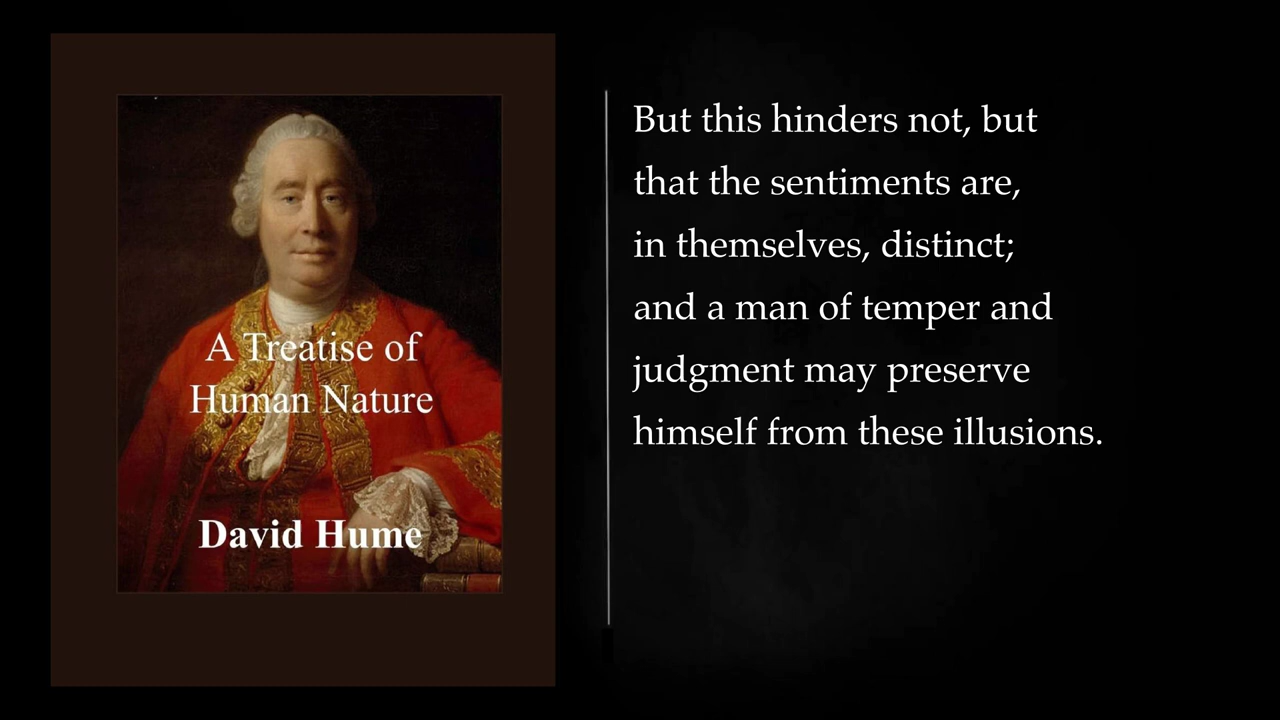 A Treatise of
Human Nature
David Hume
But this hinders not, but
that the sentiments are,
in themselves, distinct;
and a man of temper and
judgment may preserve
himself from these illusions.